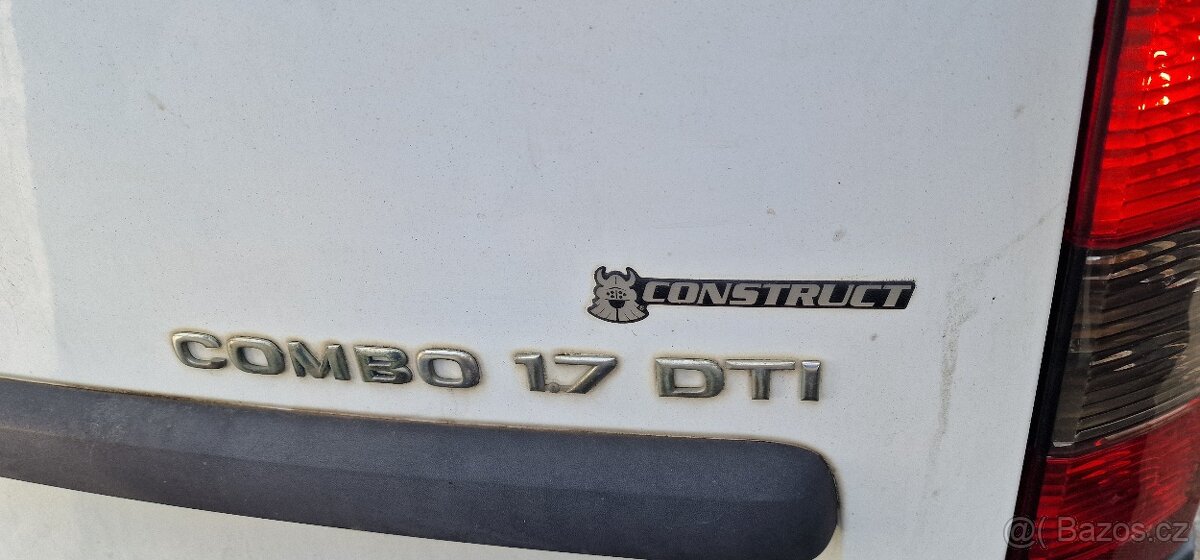 CONSTRUCT
COMBO 1.7 DTI
@( Bazos.cz